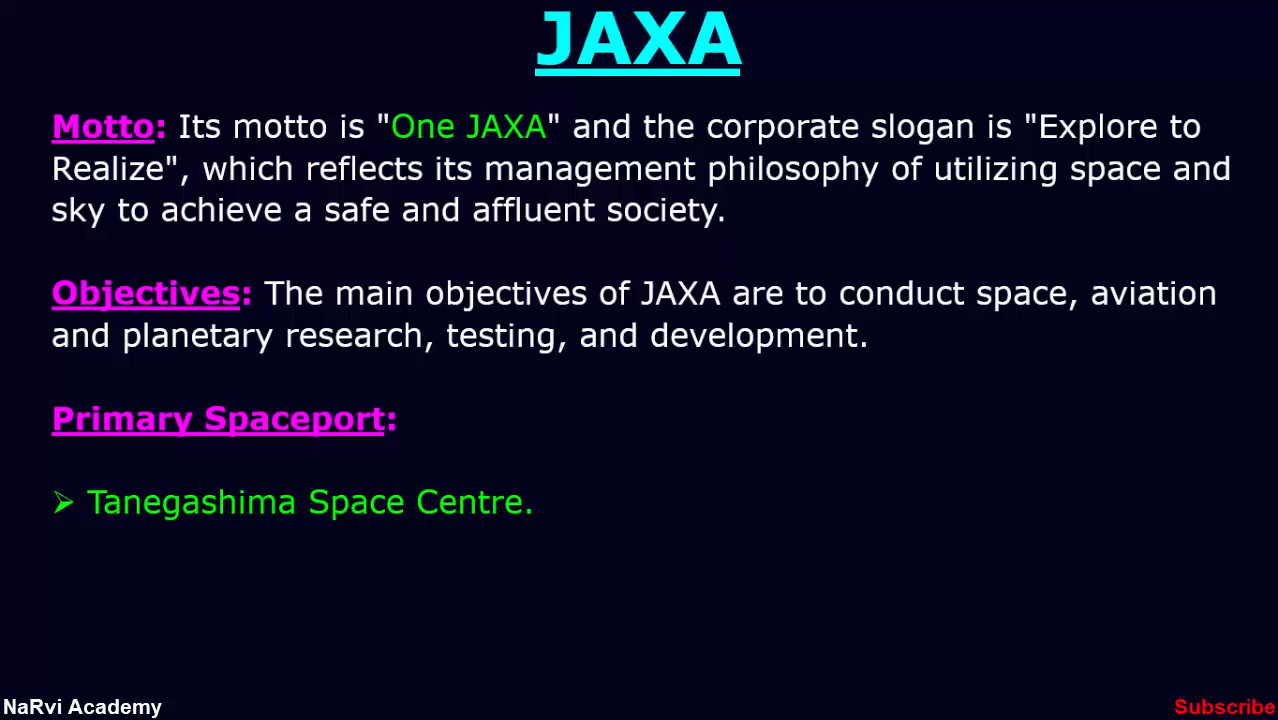 JAXA
Motto: Its motto is "One JAXA" and the corporate slogan is "Explore to
Realize", which reflects its management philosophy of utilizing space and
sky to achieve a safe and affluent society.
Objectives: The main objectives of JAXA are to conduct space, aviation
and planetary research, testing, and development.
Primary Spaceport:
➢ Tanegashima Space Centre.
NaRvi Academy
Subscribe